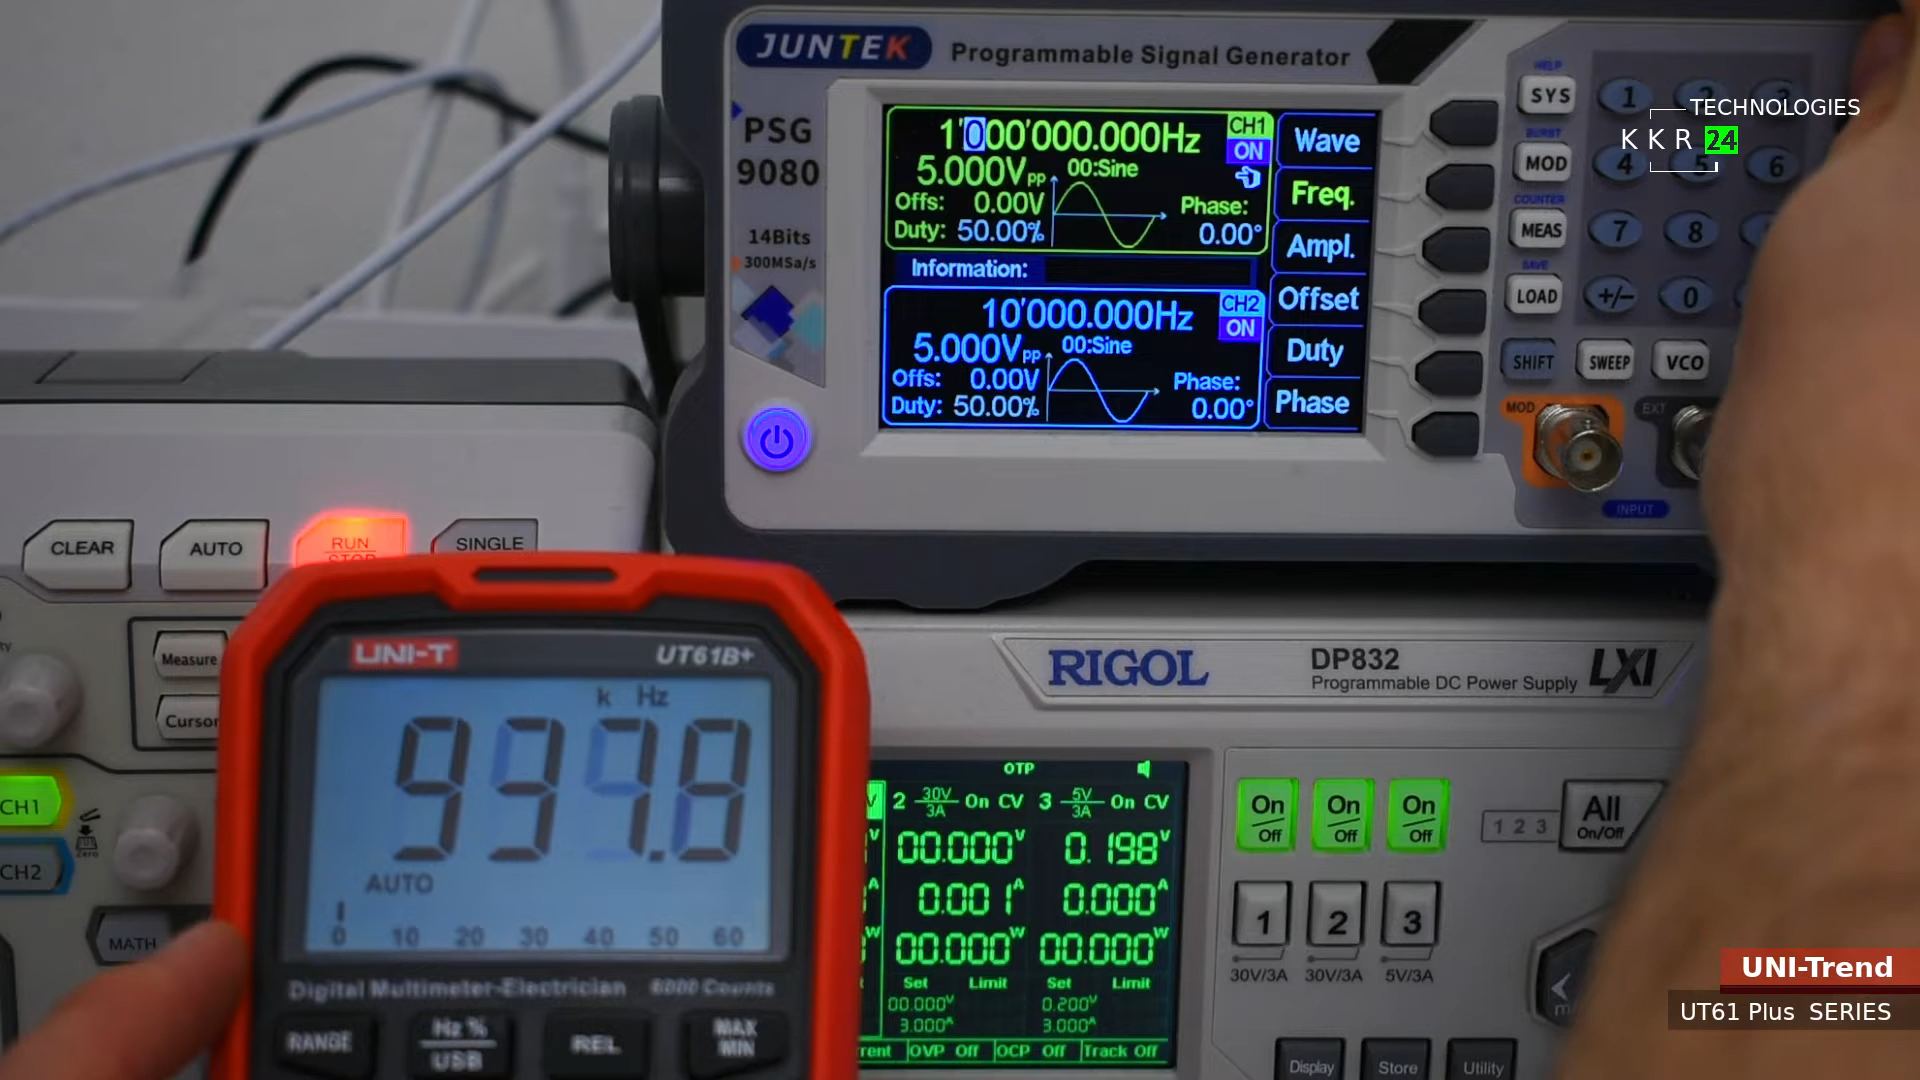 JUNTEK Programmable Signal Generator
PSG
9080
14Bits
300MSa/s
1'000'000.000Hz CH1
ON
5.000Vpp 00:Sine
Offs: 0.00V Phase:
Duty: 50.00% 0.00°
Information:
10'000.000Hz CH2
ON
5.000Vpp 00:Sine
Offs: 0.00V Phase:
Duty: 50.00% 0.00°
Wave
Freq.
Ampl.
Offset
Duty
Phase
HELP
SYS
BURST
MOD
COUNTER
MEAS
SAVE
LOAD
1 2 3
4 5 6
7 8
+/- 0
SHIFT SWEEP VCO
MOD EXT
INPUT
TECHNOLOGIES
KKR 24
CLEAR AUTO RUN STOP SINGLE
Measure
Cursor
CH1
CH2
Zero
MATH
UNI-T UT61B+
k Hz
997.8
AUTO
0 10 20 30 40 50 60
Digital Multimeter-Electrician 6000 Counts
RANGE Hz % USB REL MAX MIN
RIGOL DP832 LXI
Programmable DC Power Supply
OTP
2 30V/3A On CV 3 5V/3A On CV
00.000V 0.198V
0.001A 0.000A
00.000W 00.000W
Set Limit Set Limit
00.000V 0.200V
3.000A 3.000A
rent OVP Off OCP Off Track Off
On Off On Off On Off
1 2 3 All On/Off
1 2 3
30V/3A 30V/3A 5V/3A
Display Store Utility
UNI-Trend
UT61 Plus SERIES